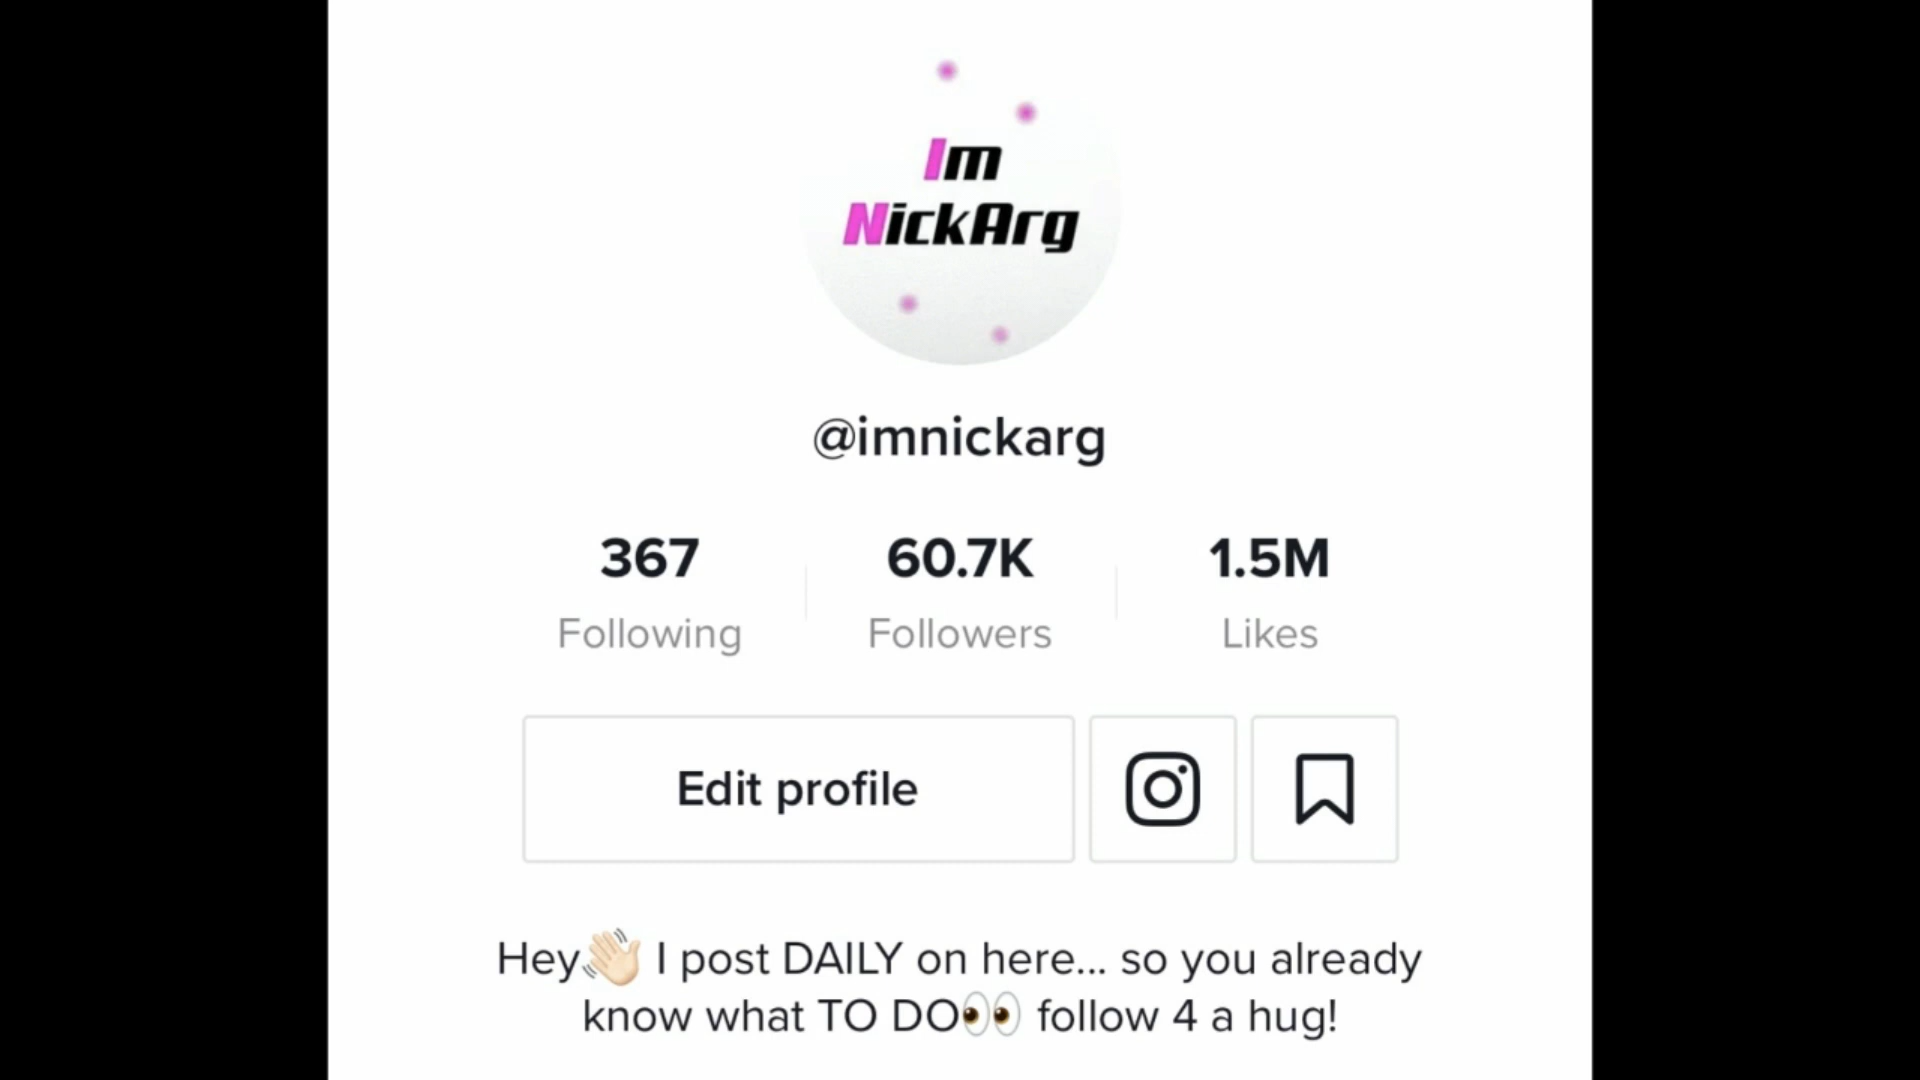 Im
NickArg
@imnickarg
367 60.7K 1.5M
Following Followers Likes
Edit profile
Hey👋🏻 I post DAILY on here... so you already
know what TO DO👀 follow 4 a hug!